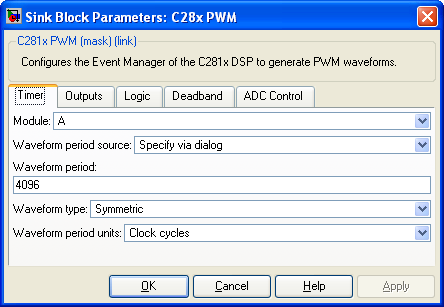 Sink Block Parameters: C28x PWM
C281x PWM (mask) (link)
Configures the Event Manager of the C281x DSP to generate PWM waveforms.
Timer Outputs Logic Deadband ADC Control
Module: A
Waveform period source: Specify via dialog
Waveform period:
4096
Waveform type: Symmetric
Waveform period units: Clock cycles
OK Cancel Help Apply